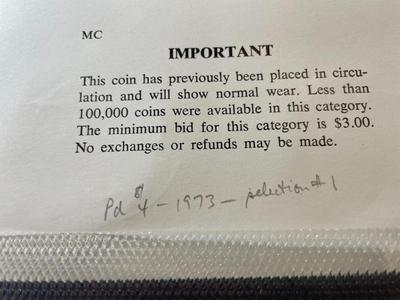 MC
IMPORTANT
This coin has previously been placed in circu-
lation and will show normal wear. Less than
100,000 coins were available in this category.
The minimum bid for this category is $3.00.
No exchanges or refunds may be made.
Pd $4 - 1973 - selection #1